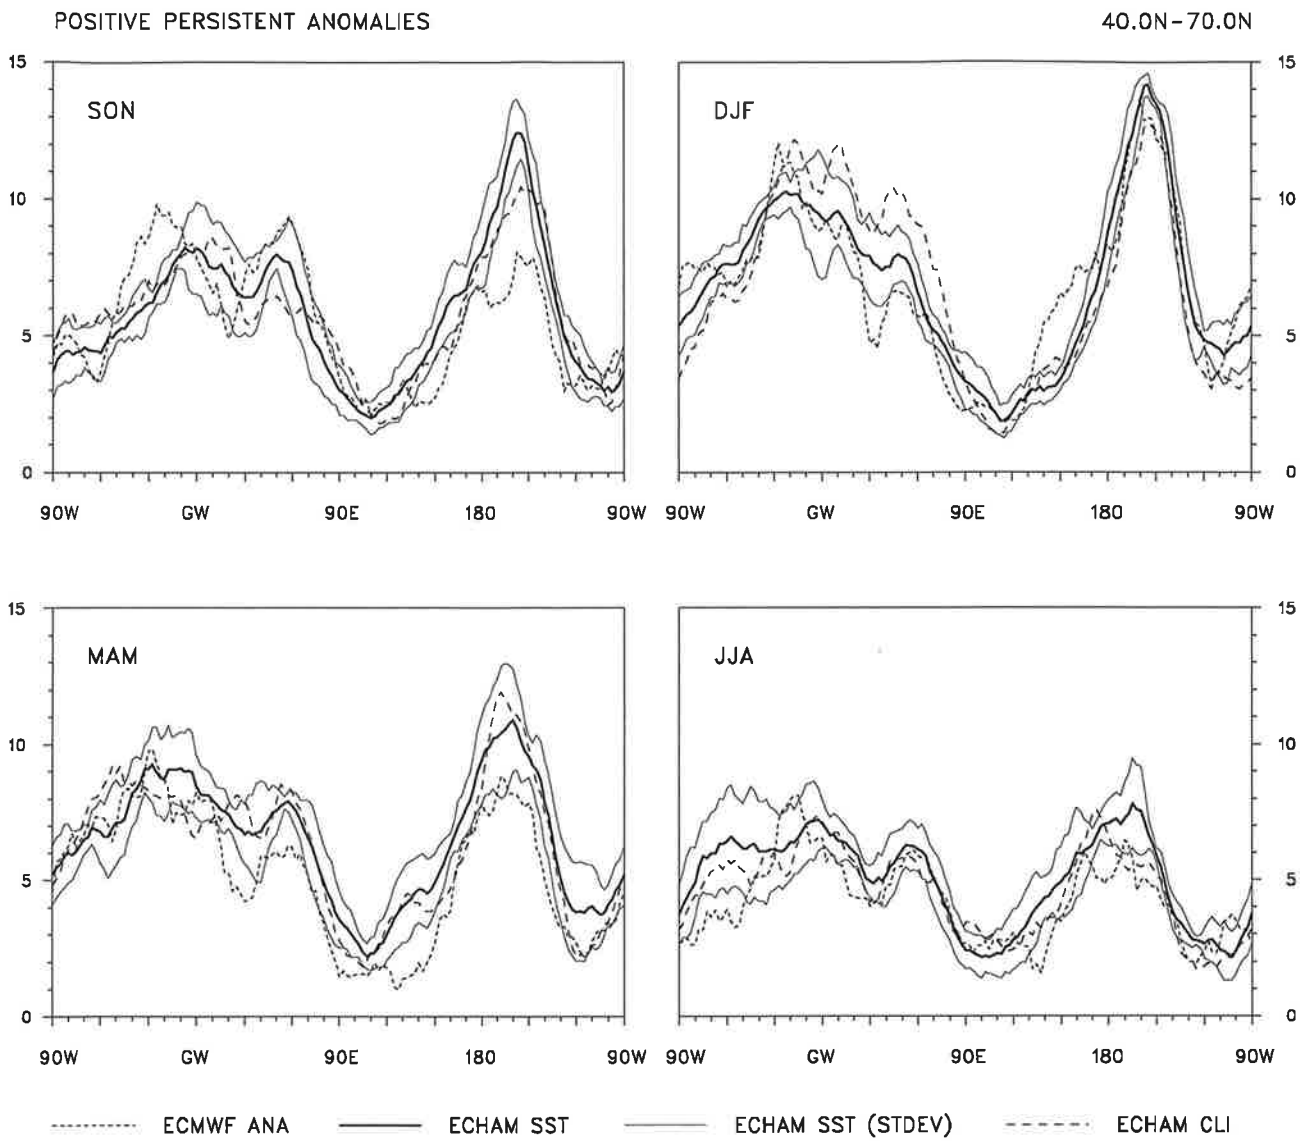 POSITIVE PERSISTENT ANOMALIES 40.0N-70.0N
15 15
SON DJF
10 10
5 5
0 0
90W GW 90E 180 90W 90W GW 90E 180 90W
15 15
MAM JJA
10 10
5 5
0 0
90W GW 90E 180 90W 90W GW 90E 180 90W
ECMWF ANA ECHAM SST ECHAM SST (STDEV) ECHAM CLI